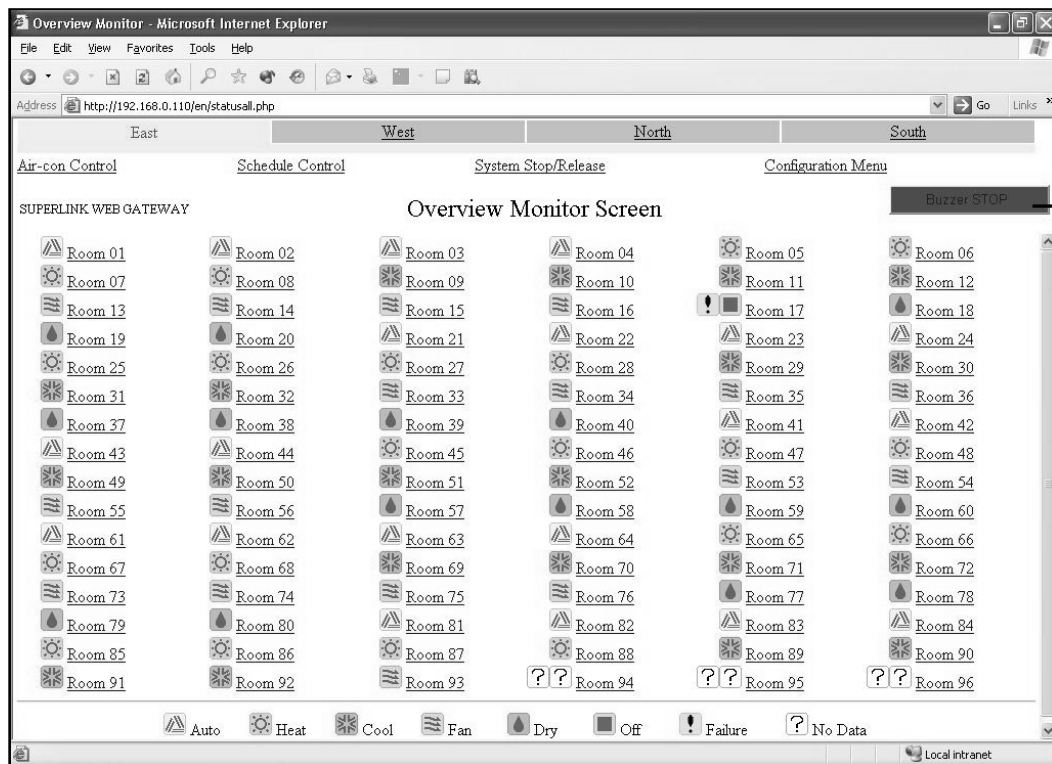 Overview Monitor - Microsoft Internet Explorer
File Edit View Favorites Tools Help
Address http://192.168.0.110/en/statusall.php Go Links »
East West North South
Air-con Control Schedule Control System Stop/Release Configuration Menu
SUPERLINK WEB GATEWAY Overview Monitor Screen Buzzer STOP
Room 01 Room 02 Room 03 Room 04 Room 05 Room 06
Room 07 Room 08 Room 09 Room 10 Room 11 Room 12
Room 13 Room 14 Room 15 Room 16 ! Room 17 Room 18
Room 19 Room 20 Room 21 Room 22 Room 23 Room 24
Room 25 Room 26 Room 27 Room 28 Room 29 Room 30
Room 31 Room 32 Room 33 Room 34 Room 35 Room 36
Room 37 Room 38 Room 39 Room 40 Room 41 Room 42
Room 43 Room 44 Room 45 Room 46 Room 47 Room 48
Room 49 Room 50 Room 51 Room 52 Room 53 Room 54
Room 55 Room 56 Room 57 Room 58 Room 59 Room 60
Room 61 Room 62 Room 63 Room 64 Room 65 Room 66
Room 67 Room 68 Room 69 Room 70 Room 71 Room 72
Room 73 Room 74 Room 75 Room 76 Room 77 Room 78
Room 79 Room 80 Room 81 Room 82 Room 83 Room 84
Room 85 Room 86 Room 87 Room 88 Room 89 Room 90
Room 91 Room 92 Room 93 ? ? Room 94 ? ? Room 95 ? ? Room 96
Auto Heat Cool Fan Dry Off ! Failure ? No Data
Local intranet